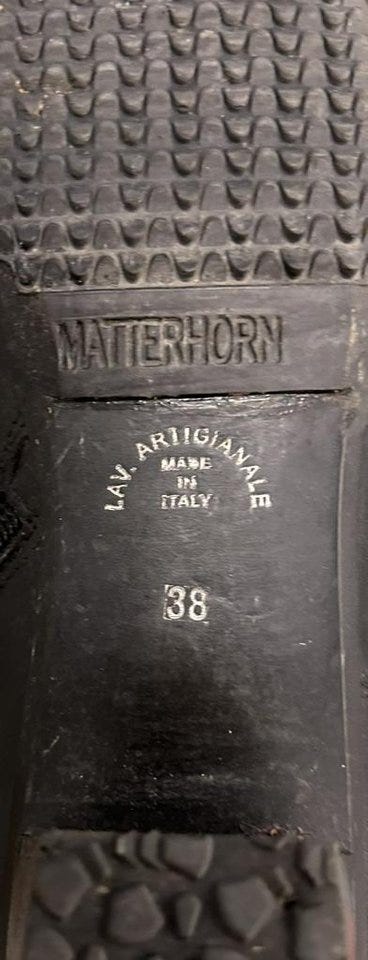 MATTERHORN
LAV. ARTIGIANALE
MADE
IN
ITALY
38